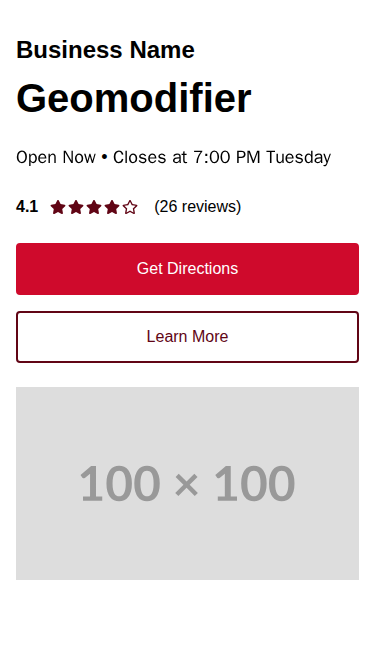 Business Name
Geomodifier
Open Now • Closes at 7:00 PM Tuesday
4.1 (26 reviews)
Get Directions
Learn More
100 × 100